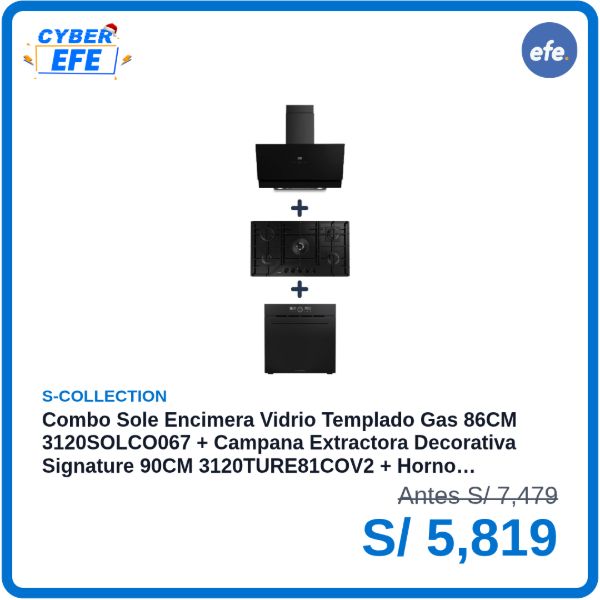 CYBER
EFE
efe.
S-COLLECTION
Combo Sole Encimera Vidrio Templado Gas 86CM
3120SOLCO067 + Campana Extractora Decorativa
Signature 90CM 3120TURE81COV2 + Horno…
Antes S/ 7,479
S/ 5,819